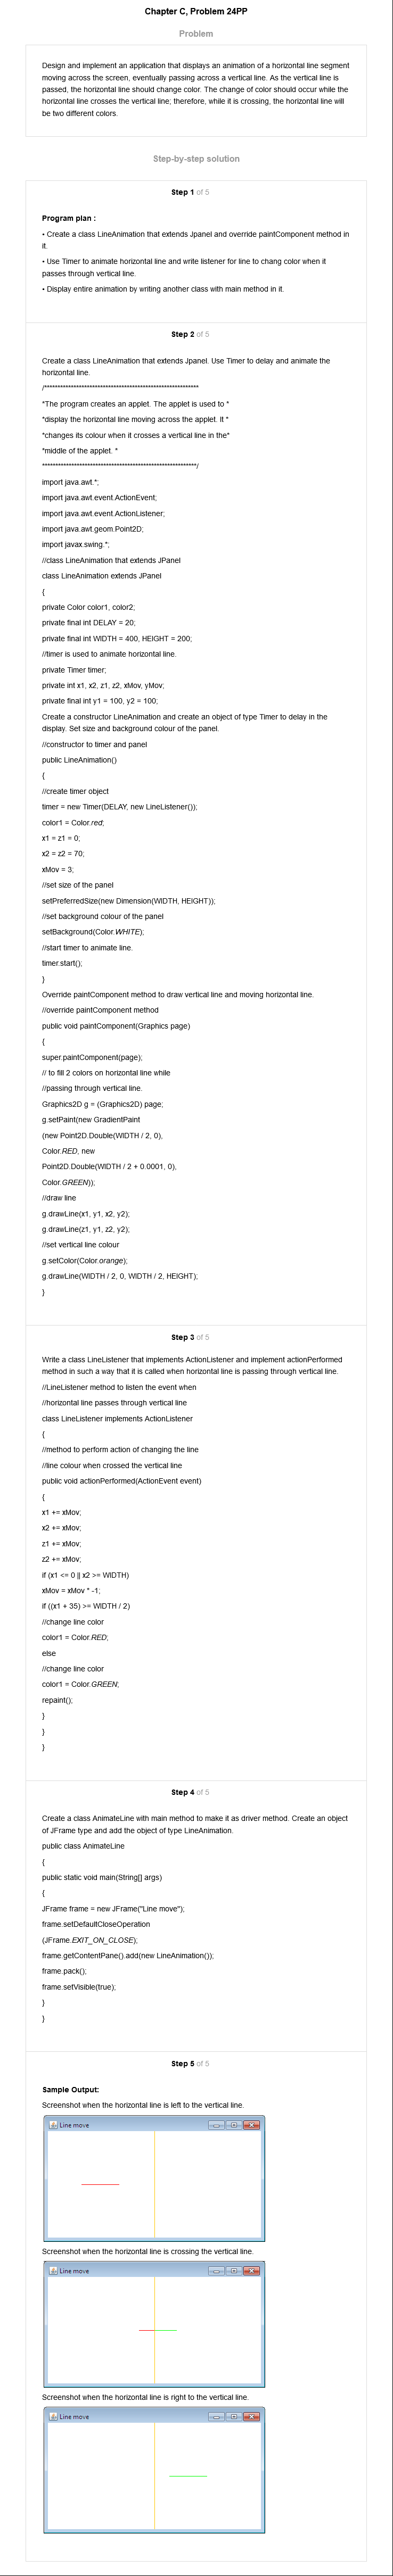 Chapter C, Problem 24PP
Problem
Design and implement an application that displays an animation of a horizontal line segment
moving across the screen, eventually passing across a vertical line. As the vertical line is
passed, the horizontal line should change color. The change of color should occur while the
horizontal line crosses the vertical line; therefore, while it is crossing, the horizontal line will
be two different colors.
Step-by-step solution
Step 1 of 5
Program plan :
• Create a class LineAnimation that extends Jpanel and override paintComponent method in
it.
• Use Timer to animate horizontal line and write listener for line to chang color when it
passes through vertical line.
• Display entire animation by writing another class with main method in it.
Step 2 of 5
Create a class LineAnimation that extends Jpanel. Use Timer to delay and animate the
horizontal line.
/**********************************************************
*The program creates an applet. The applet is used to *
*display the horizontal line moving across the applet. It *
*changes its colour when it crosses a vertical line in the*
*middle of the applet. *
**********************************************************/
import java.awt.*;
import java.awt.event.ActionEvent;
import java.awt.event.ActionListener;
import java.awt.geom.Point2D;
import javax.swing.*;
//class LineAnimation that extends JPanel
class LineAnimation extends JPanel
{
private Color color1, color2;
private final int DELAY = 20;
private final int WIDTH = 400, HEIGHT = 200;
//timer is used to animate horizontal line.
private Timer timer;
private int x1, x2, z1, z2, xMov, yMov;
private final int y1 = 100, y2 = 100;
Create a constructor LineAnimation and create an object of type Timer to delay in the
display. Set size and background colour of the panel.
//constructor to timer and panel
public LineAnimation()
{
//create timer object
timer = new Timer(DELAY, new LineListener());
color1 = Color.red;
x1 = z1 = 0;
x2 = z2 = 70;
xMov = 3;
//set size of the panel
setPreferredSize(new Dimension(WIDTH, HEIGHT));
//set background colour of the panel
setBackground(Color.WHITE);
//start timer to animate line.
timer.start();
}
Override paintComponent method to draw vertical line and moving horizontal line.
//override paintComponent method
public void paintComponent(Graphics page)
{
super.paintComponent(page);
// to fill 2 colors on horizontal line while
//passing through vertical line.
Graphics2D g = (Graphics2D) page;
g.setPaint(new GradientPaint
(new Point2D.Double(WIDTH / 2, 0),
Color.RED, new
Point2D.Double(WIDTH / 2 + 0.0001, 0),
Color.GREEN));
//draw line
g.drawLine(x1, y1, x2, y2);
g.drawLine(z1, y1, z2, y2);
//set vertical line colour
g.setColor(Color.orange);
g.drawLine(WIDTH / 2, 0, WIDTH / 2, HEIGHT);
}
Step 3 of 5
Write a class LineListener that implements ActionListener and implement actionPerformed
method in such a way that it is called when horizontal line is passing through vertical line.
//LineListener method to listen the event when
//horizontal line passes through vertical line
class LineListener implements ActionListener
{
//method to perform action of changing the line
//line colour when crossed the vertical line
public void actionPerformed(ActionEvent event)
{
x1 += xMov;
x2 += xMov;
z1 += xMov;
z2 += xMov;
if (x1 <= 0 || x2 >= WIDTH)
xMov = xMov * -1;
if ((x1 + 35) >= WIDTH / 2)
//change line color
color1 = Color.RED;
else
//change line color
color1 = Color.GREEN;
repaint();
}
}
}
Step 4 of 5
Create a class AnimateLine with main method to make it as driver method. Create an object
of JFrame type and add the object of type LineAnimation.
public class AnimateLine
{
public static void main(String[] args)
{
JFrame frame = new JFrame("Line move");
frame.setDefaultCloseOperation
(JFrame.EXIT_ON_CLOSE);
frame.getContentPane().add(new LineAnimation());
frame.pack();
frame.setVisible(true);
}
}
Step 5 of 5
Sample Output:
Screenshot when the horizontal line is left to the vertical line.
Line move
Screenshot when the horizontal line is crossing the vertical line.
Line move
Screenshot when the horizontal line is right to the vertical line.
Line move